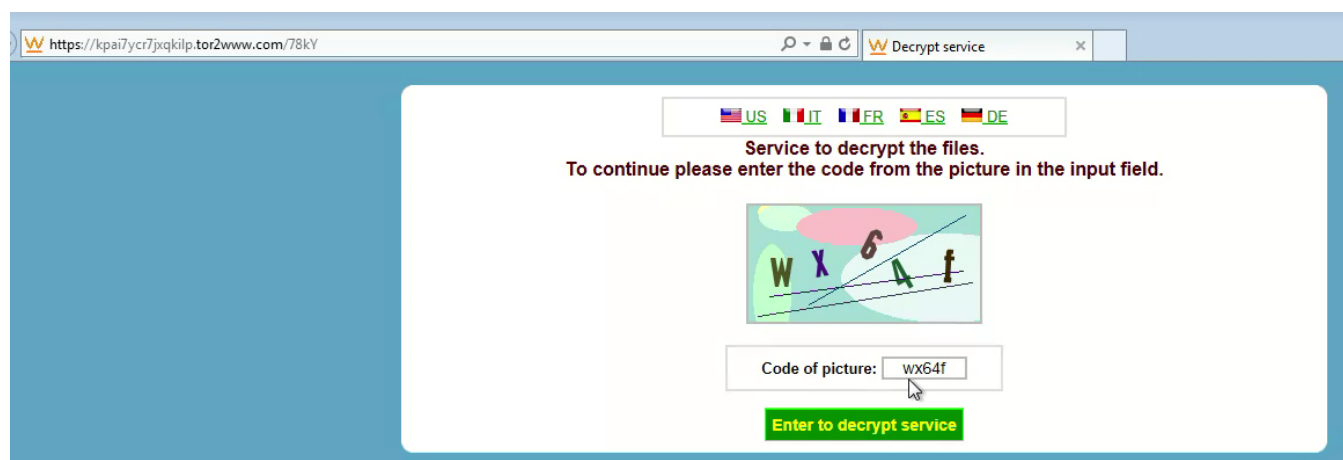 https://kpai7ycr7jxqkilp.tor2www.com/78kY
Decrypt service
US IT FR ES DE
Service to decrypt the files.
To continue please enter the code from the picture in the input field.
W X 6 4 f
Code of picture: wx64f
Enter to decrypt service